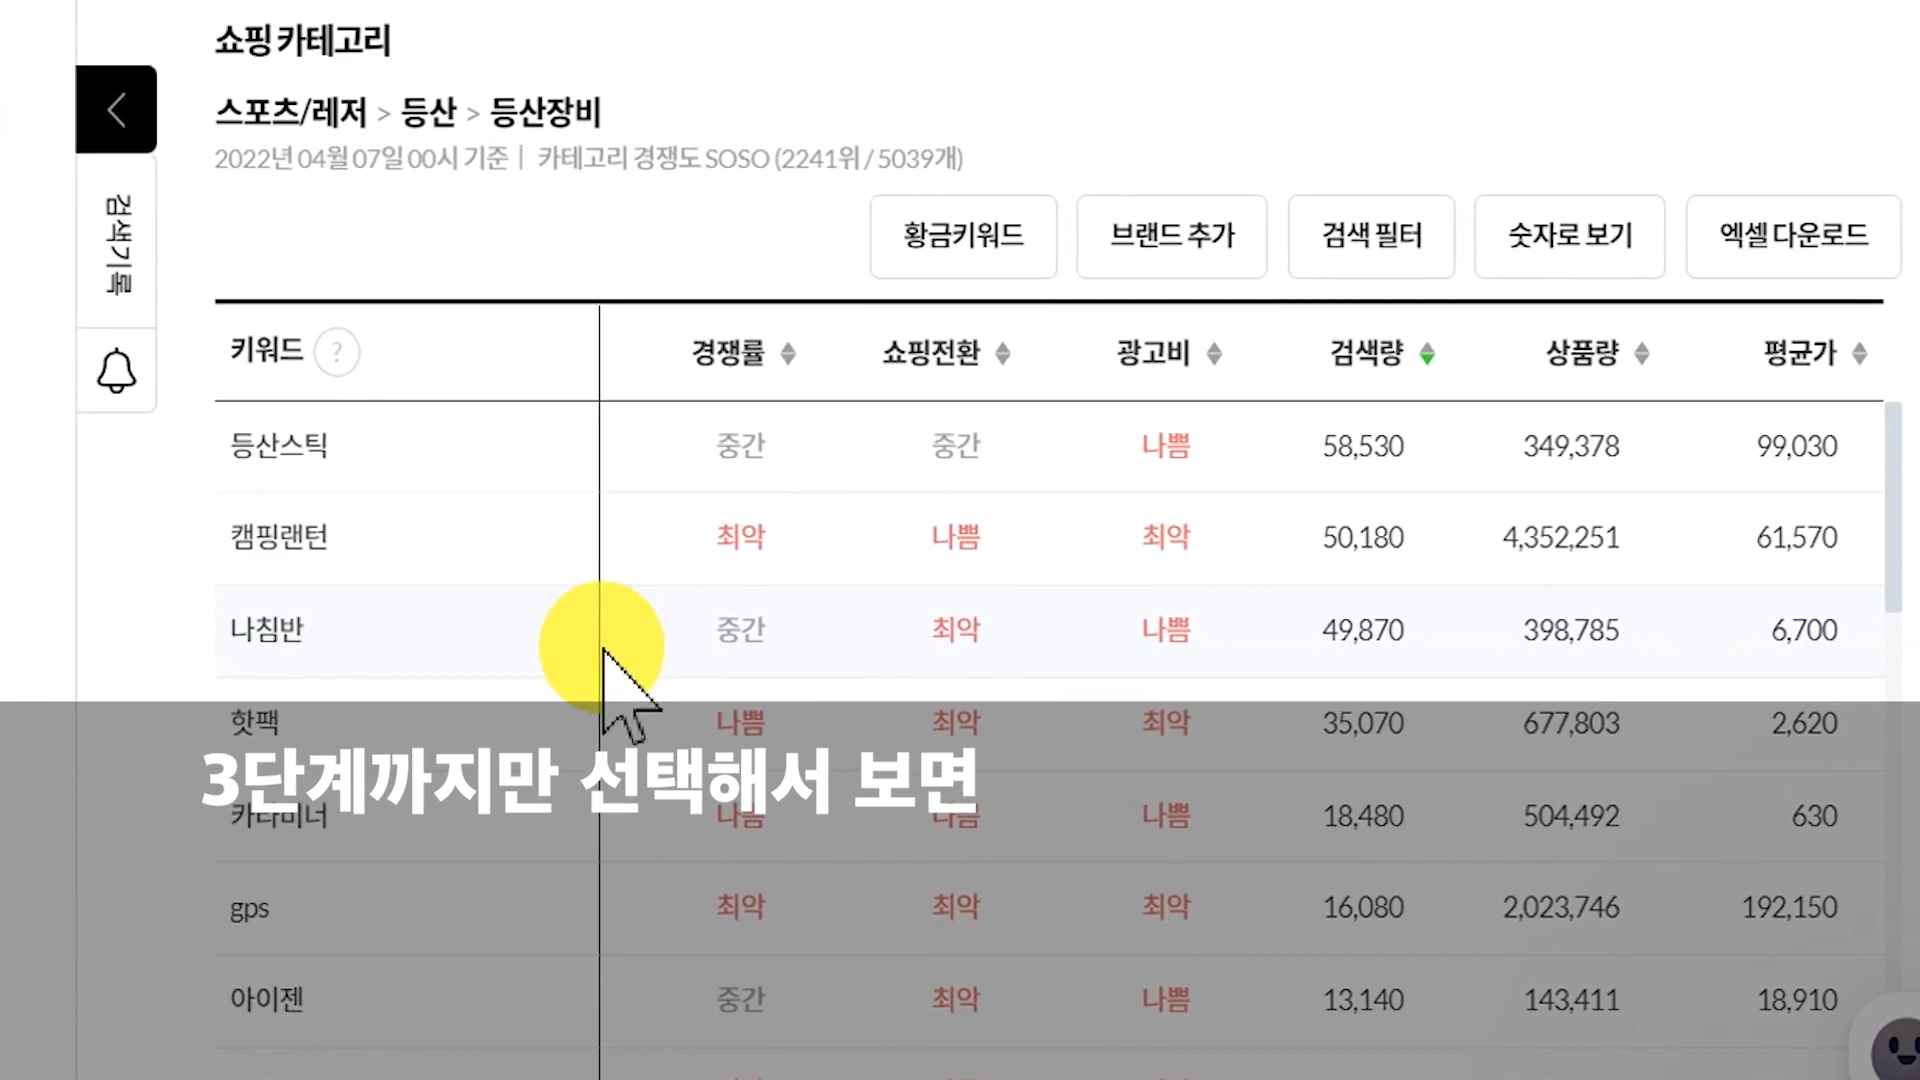 쇼핑 카테고리
스포츠/레저 > 등산 > 등산장비
2022년 04월 07일 00시 기준 | 카테고리 경쟁도 SOSO (2241위 / 5039개)
황금키워드 브랜드 추가 검색 필터 숫자로 보기 엑셀 다운로드
검색기록
키워드 ? 경쟁률 쇼핑전환 광고비 검색량 상품량 평균가
등산스틱 중간 중간 나쁨 58,530 349,378 99,030
캠핑랜턴 최악 나쁨 최악 50,180 4,352,251 61,570
나침반 중간 최악 나쁨 49,870 398,785 6,700
핫팩 나쁨 최악 최악 35,070 677,803 2,620
3단계까지만 선택해서 보면
카라비너 나쁨 나쁨 나쁨 18,480 504,492 630
gps 최악 최악 최악 16,080 2,023,746 192,150
아이젠 중간 최악 나쁨 13,140 143,411 18,910